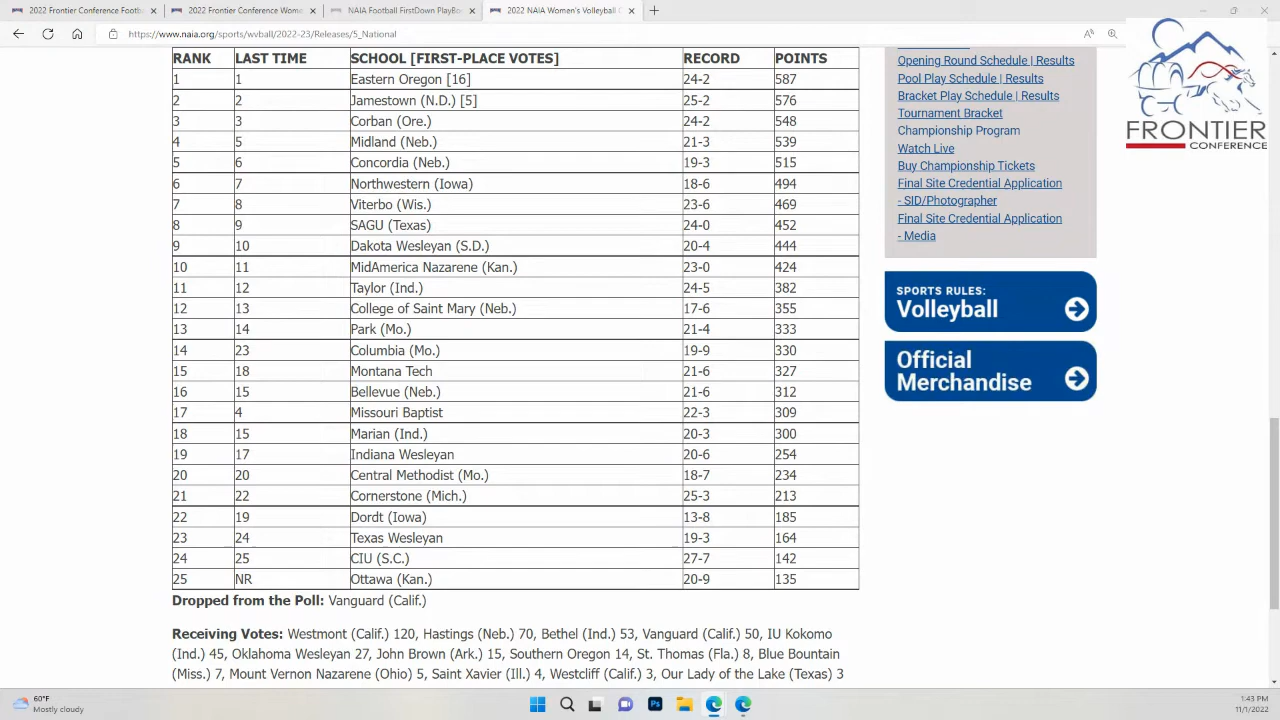 2022 Frontier Conference Footb
2022 Frontier Conference Wome
NAIA Football FirstDown PlayBo
2022 NAIA Women's Volleyball C
https://www.naia.org/sports/wvball/2022-23/Releases/5_National
RANK LAST TIME SCHOOL [FIRST-PLACE VOTES] RECORD POINTS
1 1 Eastern Oregon [16] 24-2 587
2 2 Jamestown (N.D.) [5] 25-2 576
3 3 Corban (Ore.) 24-2 548
4 5 Midland (Neb.) 21-3 539
5 6 Concordia (Neb.) 19-3 515
6 7 Northwestern (Iowa) 18-6 494
7 8 Viterbo (Wis.) 23-6 469
8 9 SAGU (Texas) 24-0 452
9 10 Dakota Wesleyan (S.D.) 20-4 444
10 11 MidAmerica Nazarene (Kan.) 23-0 424
11 12 Taylor (Ind.) 24-5 382
12 13 College of Saint Mary (Neb.) 17-6 355
13 14 Park (Mo.) 21-4 333
14 23 Columbia (Mo.) 19-9 330
15 18 Montana Tech 21-6 327
16 15 Bellevue (Neb.) 21-6 312
17 4 Missouri Baptist 22-3 309
18 15 Marian (Ind.) 20-3 300
19 17 Indiana Wesleyan 20-6 254
20 20 Central Methodist (Mo.) 18-7 234
21 22 Cornerstone (Mich.) 25-3 213
22 19 Dordt (Iowa) 13-8 185
23 24 Texas Wesleyan 19-3 164
24 25 CIU (S.C.) 27-7 142
25 NR Ottawa (Kan.) 20-9 135
Dropped from the Poll: Vanguard (Calif.)
Receiving Votes: Westmont (Calif.) 120, Hastings (Neb.) 70, Bethel (Ind.) 53, Vanguard (Calif.) 50, IU Kokomo
(Ind.) 45, Oklahoma Wesleyan 27, John Brown (Ark.) 15, Southern Oregon 14, St. Thomas (Fla.) 8, Blue Bountain
(Miss.) 7, Mount Vernon Nazarene (Ohio) 5, Saint Xavier (Ill.) 4, Westcliff (Calif.) 3, Our Lady of the Lake (Texas) 3
Opening Round Schedule | Results
Pool Play Schedule | Results
Bracket Play Schedule | Results
Tournament Bracket
Championship Program
Watch Live
Buy Championship Tickets
Final Site Credential Application
- SID/Photographer
Final Site Credential Application
- Media
SPORTS RULES:
Volleyball
Official
Merchandise
FRONTIER
CONFERENCE
60°F
Mostly cloudy
Ps
1:43 PM
11/1/2022